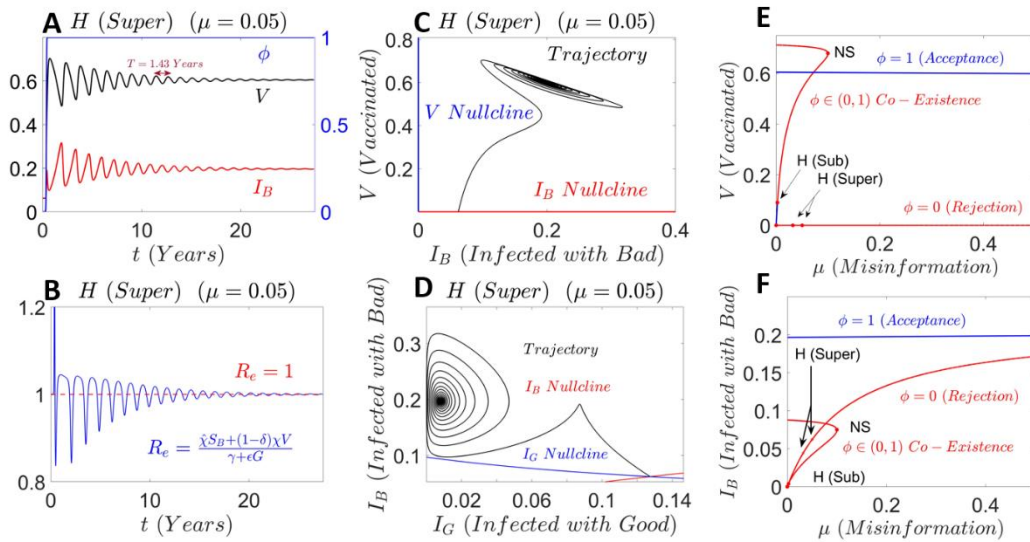 A H (Super) (μ = 0.05)
T = 1.43 Years
ϕ
V
I_B
0.6
0.4
0.2
0
1
0.5
0
0 10 20
t (Years)
B H (Super) (μ = 0.05)
1.2
1
0.8
R_e = 1
R_e = \frac{\hat{χ}S_B+(1−δ)χV}{γ+ϵG}
0 10 20
t (Years)
C H (Super) (μ = 0.05)
Trajectory
V Nullcline
I_B Nullcline
V (Vaccinated)
0.8
0.6
0.4
0.2
0
0 0.2 0.4
I_B (Infected with Bad)
D H (Super) (μ = 0.05)
Trajectory
I_B Nullcline
I_G Nullcline
I_B (Infected with Bad)
0.3
0.2
0.1
0.02 0.06 0.1 0.14
I_G (Infected with Good)
E
NS
ϕ = 1 (Acceptance)
ϕ ∈ (0, 1) Co − Existence
H (Sub)
H (Super)
ϕ = 0 (Rejection)
V (Vaccinated)
0.6
0.4
0.2
0
0 0.2 0.4
μ (Misinformation)
F
ϕ = 1 (Acceptance)
H (Super)
ϕ = 0 (Rejection)
NS
ϕ ∈ (0, 1) Co − Existence
H (Sub)
I_B (Infected with Bad)
0.2
0.15
0.1
0.05
0
0 0.2 0.4
μ (Misinformation)